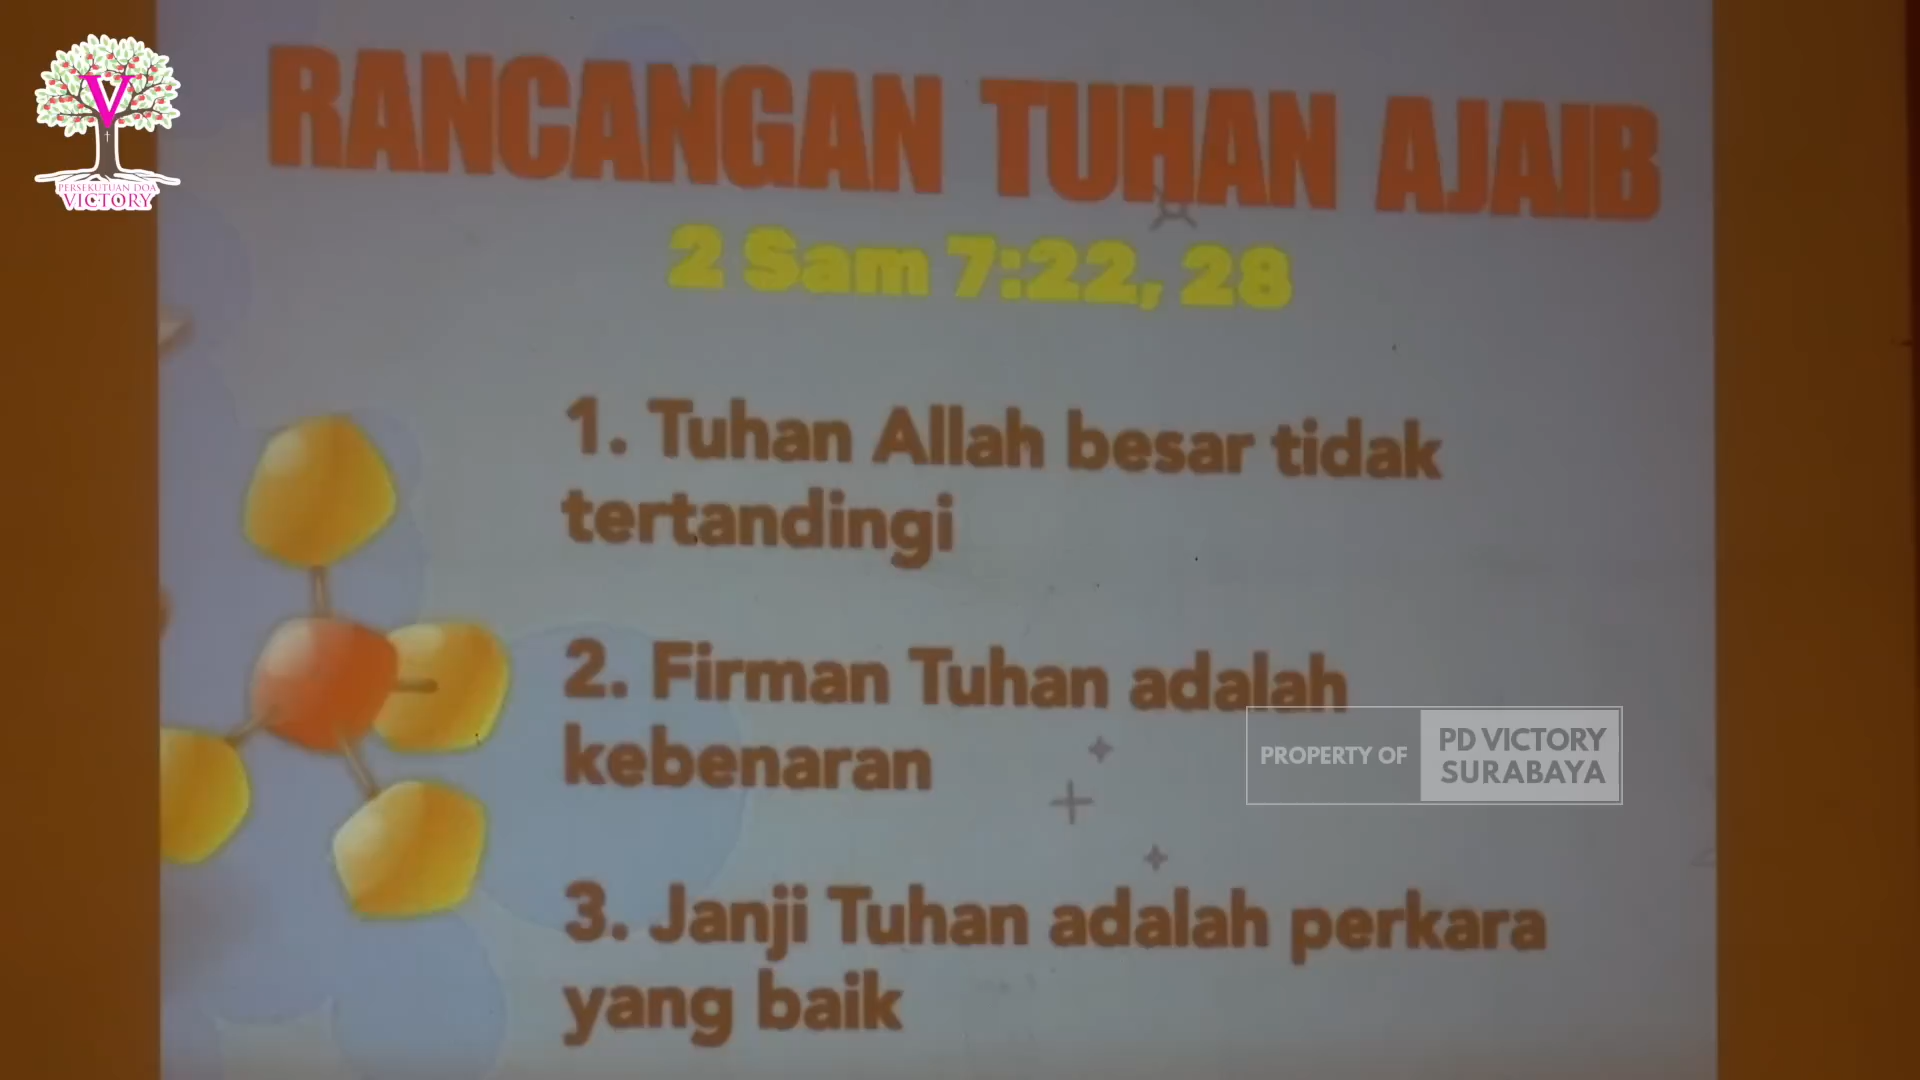 V
PERSEKUTUAN DOA
VICTORY
RANCANGAN TUHAN AJAIB
2 Sam 7:22, 28
1. Tuhan Allah besar tidak
tertandingi
2. Firman Tuhan adalah
kebenaran
PROPERTY OF
PD VICTORY
SURABAYA
3. Janji Tuhan adalah perkara
yang baik